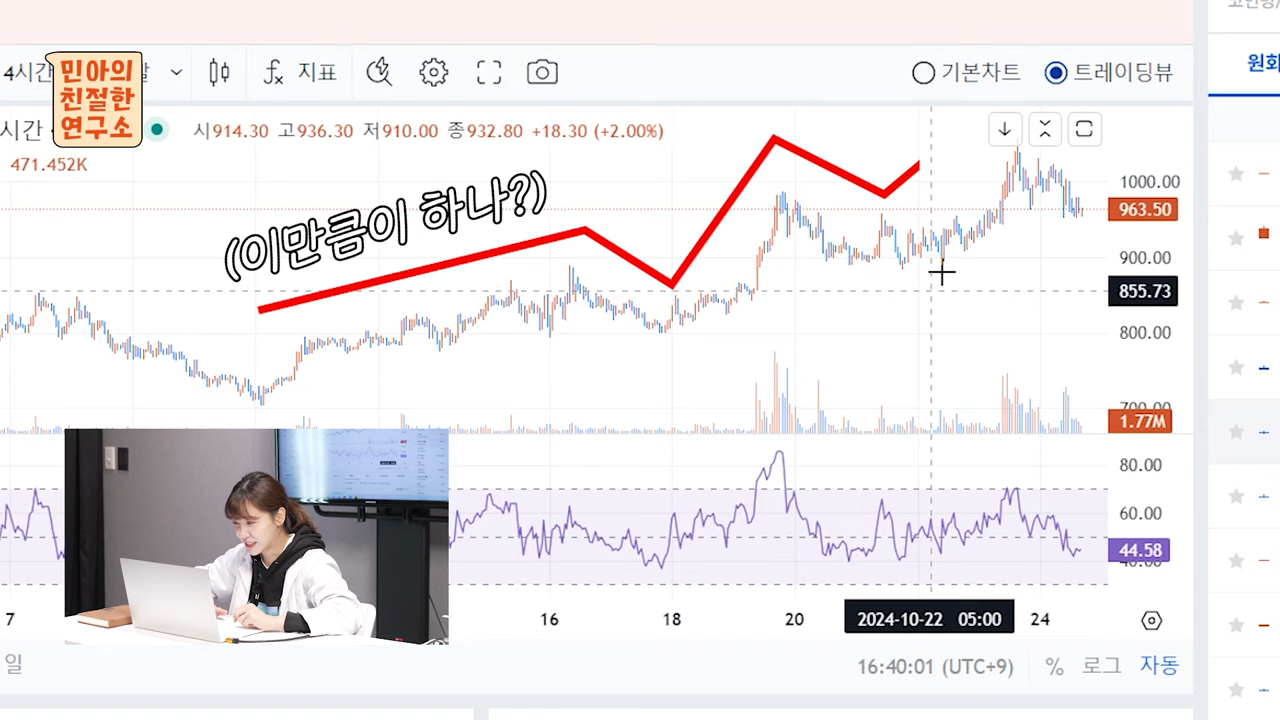 4시간
민아의
친절한
연구소
지표
기본차트
트레이딩뷰
원화
시간
시914.30 고936.30 저910.00 종932.80 +18.30 (+2.00%)
471.452K
(이만큼이 하나?)
1000.00
963.50
900.00
855.73
800.00
700.00
1.77M
80.00
60.00
44.58
40.00
7
16
18
20
2024-10-22 05:00
24
일
16:40:01 (UTC+9)
%
로그
자동